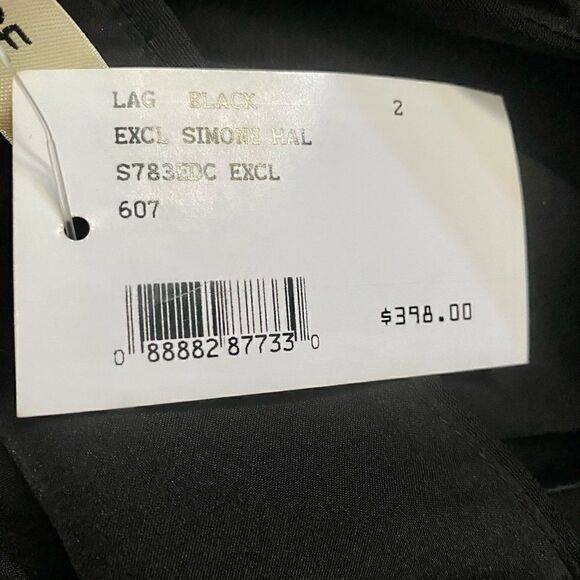 LAG BLACK 2
EXCL SIMONE HAL
S783EDC EXCL
607
0 88882 87733 0
$398.00